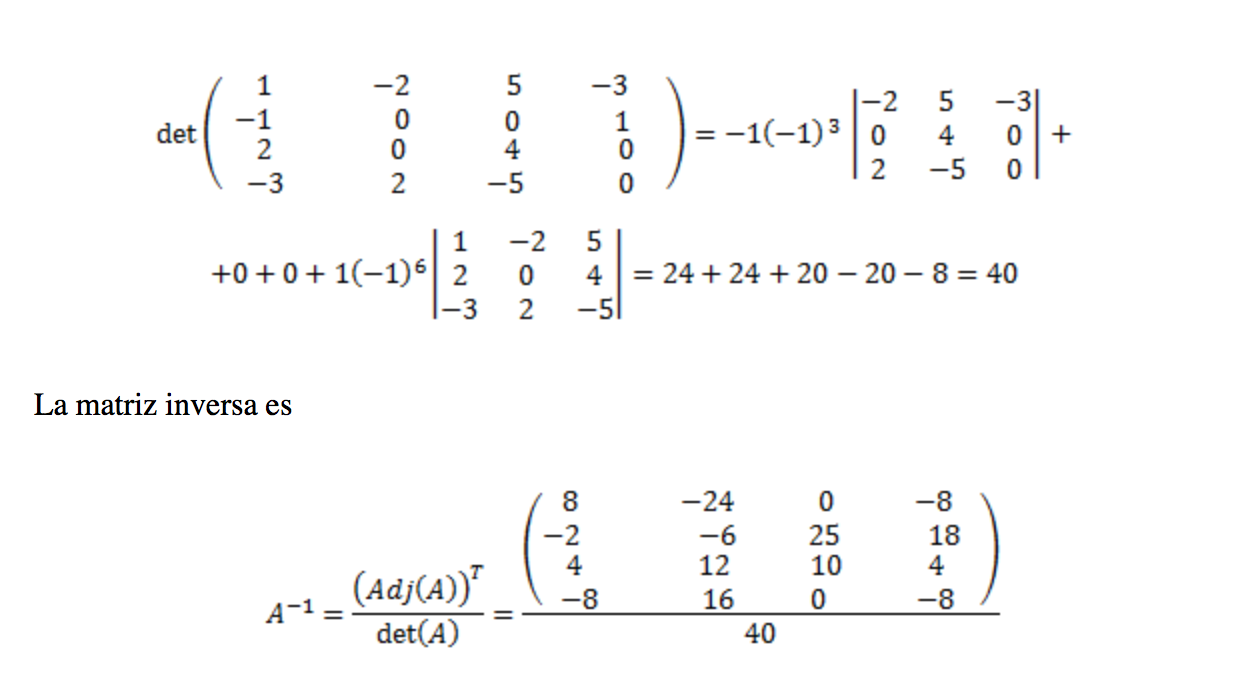 det ( 1 −2 5 −3
−1 0 0 1
2 0 4 0
−3 2 −5 0 ) = −1(−1)³ |−2 5 −3
0 4 0
2 −5 0| +
+0 + 0 + 1(−1)⁶ |1 −2 5
2 0 4
−3 2 −5| = 24 + 24 + 20 − 20 − 8 = 40
La matriz inversa es
A⁻¹ = (Adj(A))ᵀ / det(A) = ( 8 −24 0 −8
−2 −6 25 18
4 12 10 4
−8 16 0 −8 ) / 40